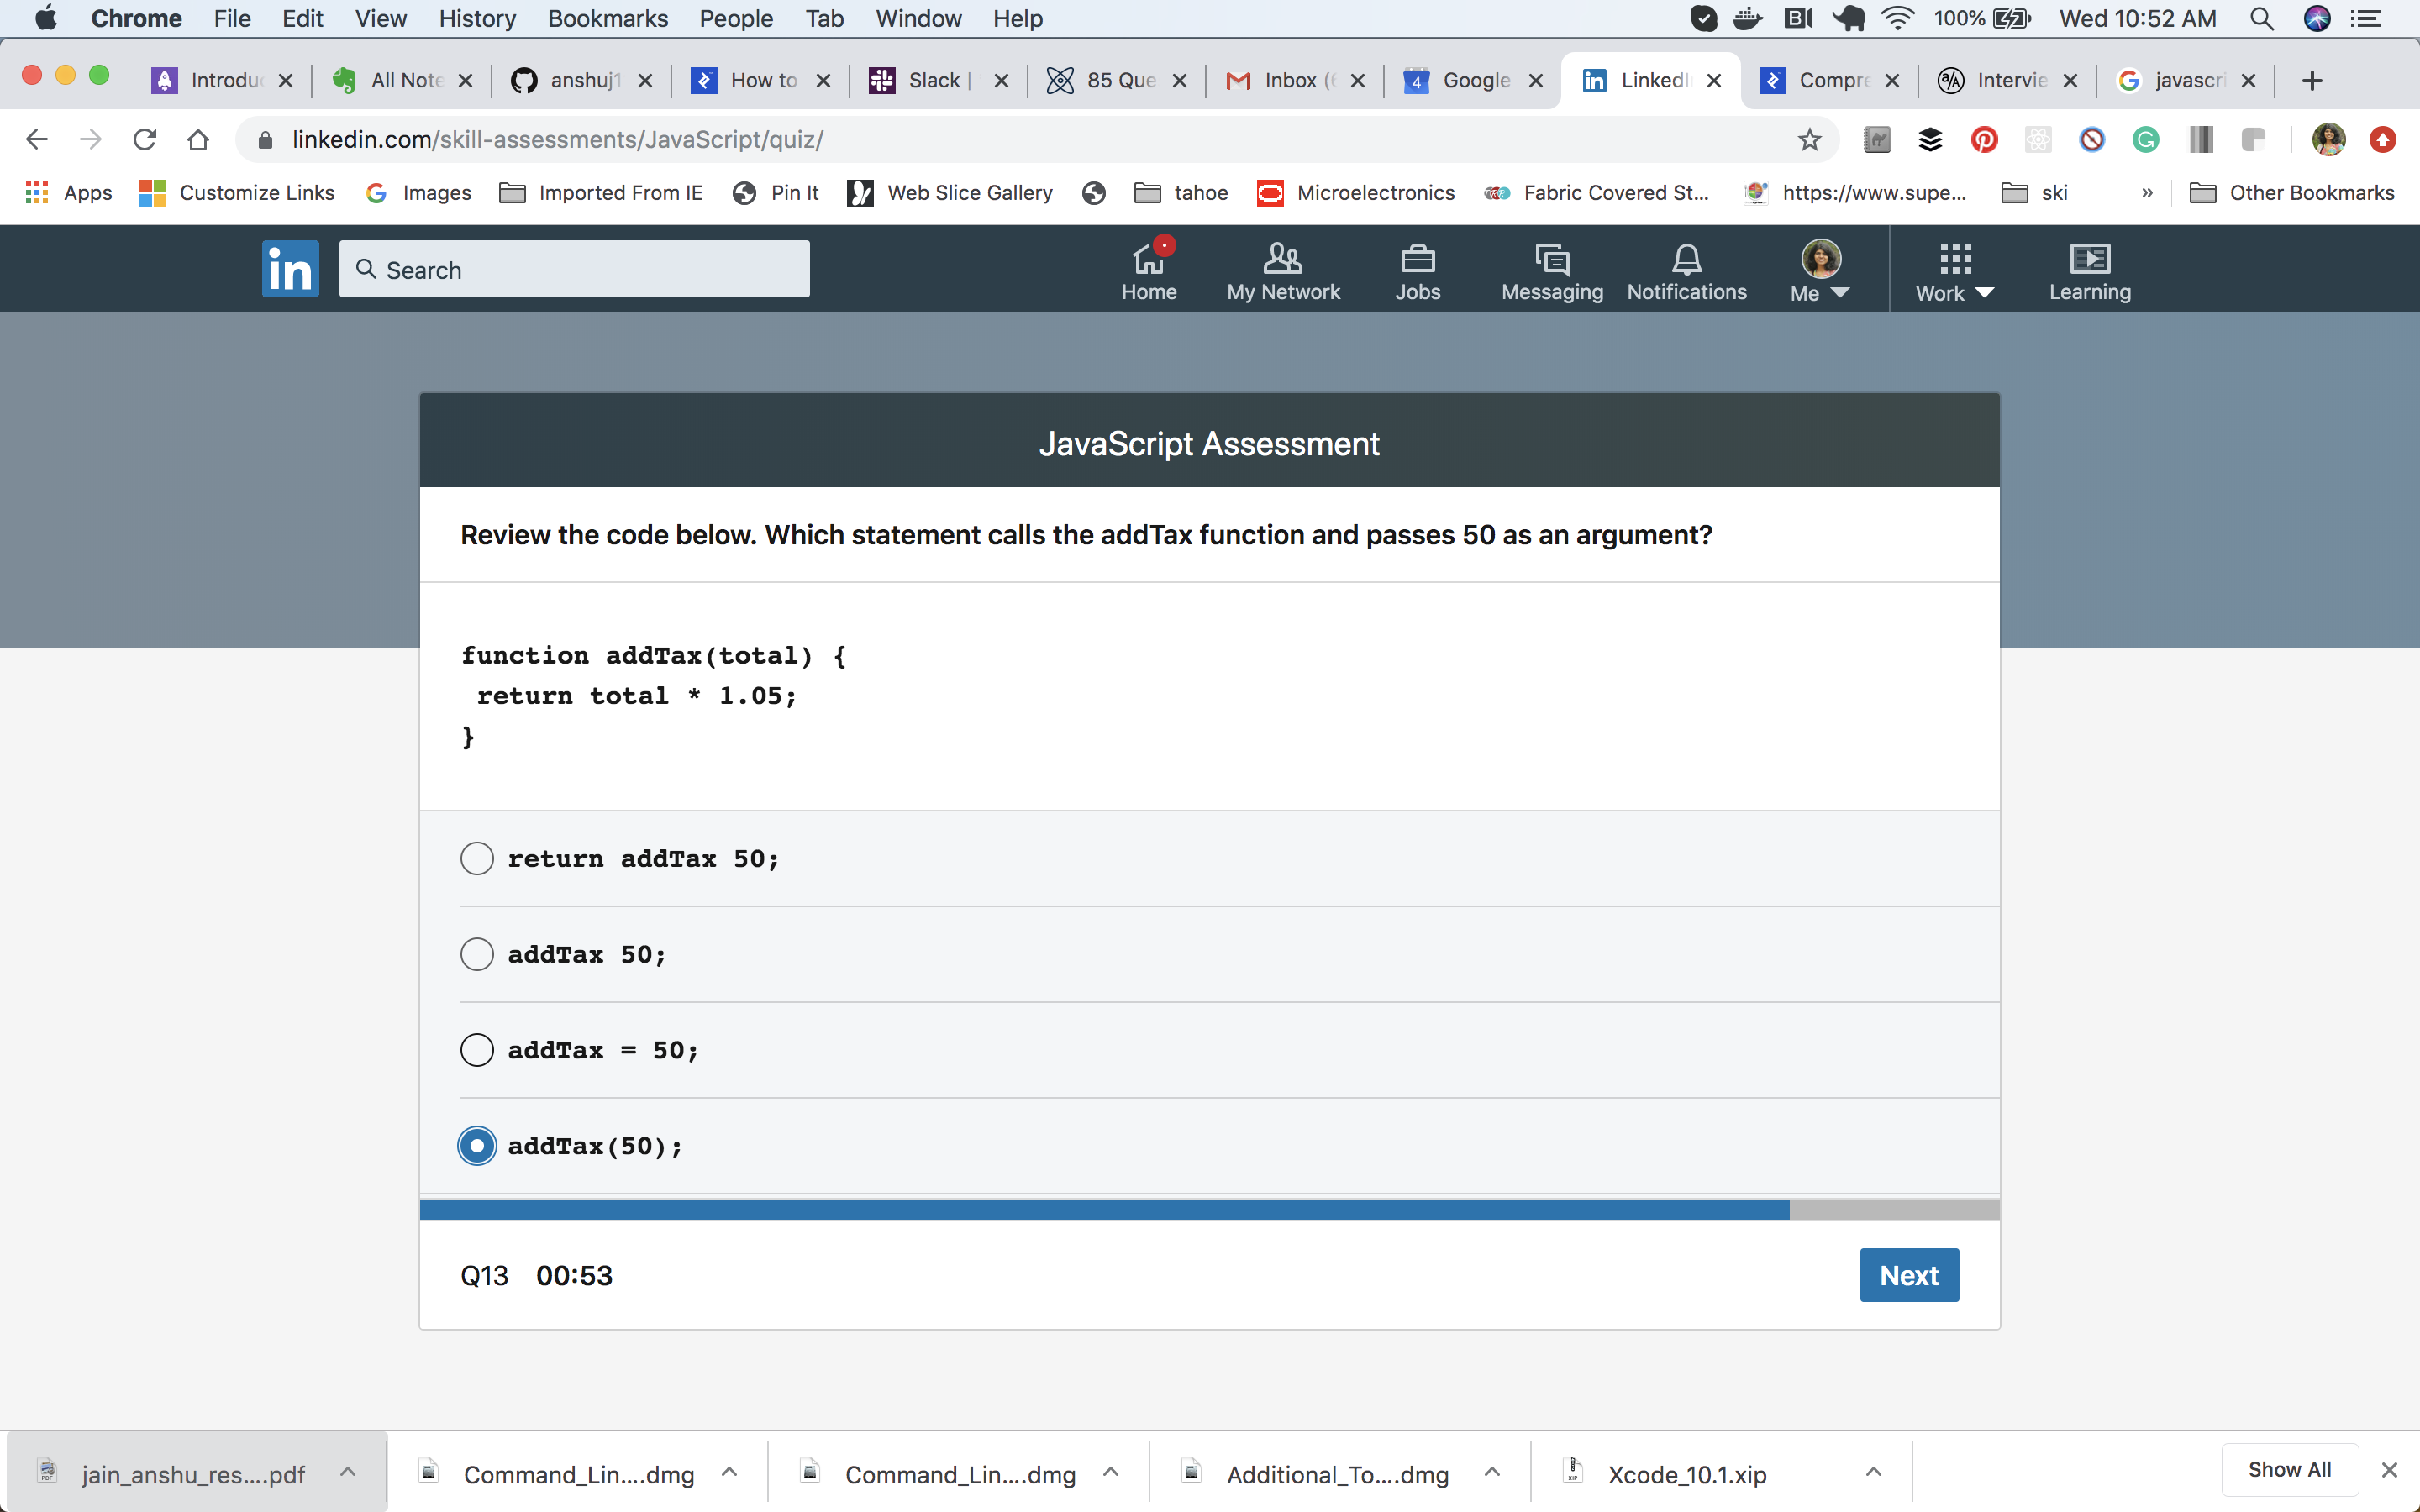 Chrome File Edit View History Bookmarks People Tab Window Help 100% Wed 10:52 AM
Introduc All Note anshuj1 How to Slack | 85 Que Inbox (6 Google LinkedI Compre Intervie javascri
linkedin.com/skill-assessments/JavaScript/quiz/
Apps Customize Links Images Imported From IE Pin It Web Slice Gallery tahoe Microelectronics Fabric Covered St... https://www.supe... ski » Other Bookmarks
in Search Home My Network Jobs Messaging Notifications Me Work Learning
JavaScript Assessment
Review the code below. Which statement calls the addTax function and passes 50 as an argument?
function addTax(total) {
return total * 1.05;
}
return addTax 50;
addTax 50;
addTax = 50;
addTax(50);
Q13 00:53 Next
jain_anshu_res....pdf Command_Lin....dmg Command_Lin....dmg Additional_To....dmg Xcode_10.1.xip Show All